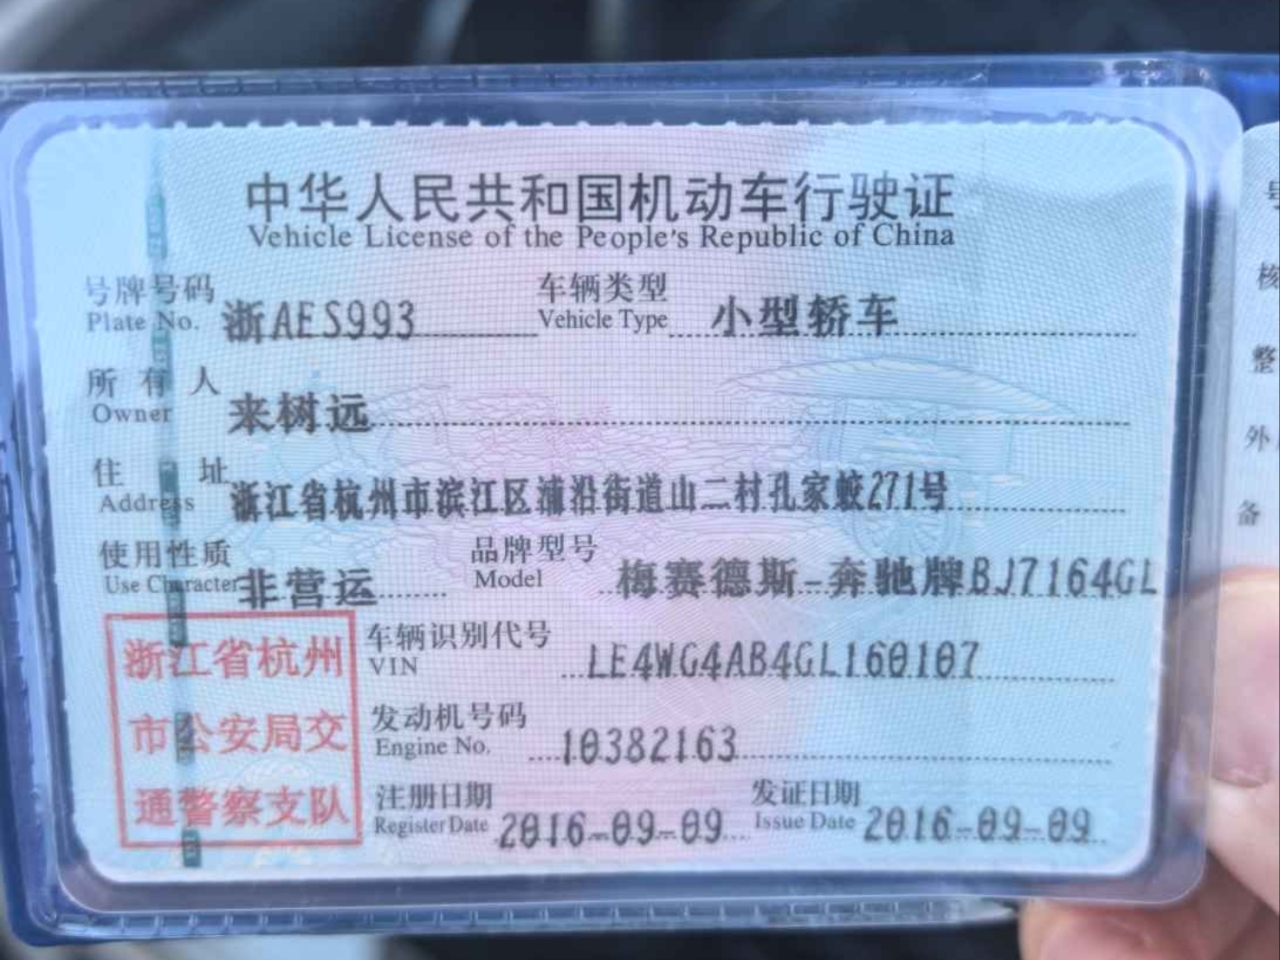 中华人民共和国机动车行驶证
Vehicle License of the People's Republic of China
号牌号码 浙AES993 车辆类型 小型轿车
Plate No. Vehicle Type
所有人 来树远
Owner
住址 浙江省杭州市滨江区浦沿街道山二村孔家蛟271号
Address
使用性质 非营运 品牌型号 梅赛德斯-奔驰牌BJ7164GL
Use Character Model
浙江省杭州
市公安局交
通警察支队
车辆识别代号 LE4WG4AB4GL160107
VIN
发动机号码 10382163
Engine No.
注册日期 2016-09-09 发证日期 2016-09-09
Register Date Issue Date
号
核
整
外
备